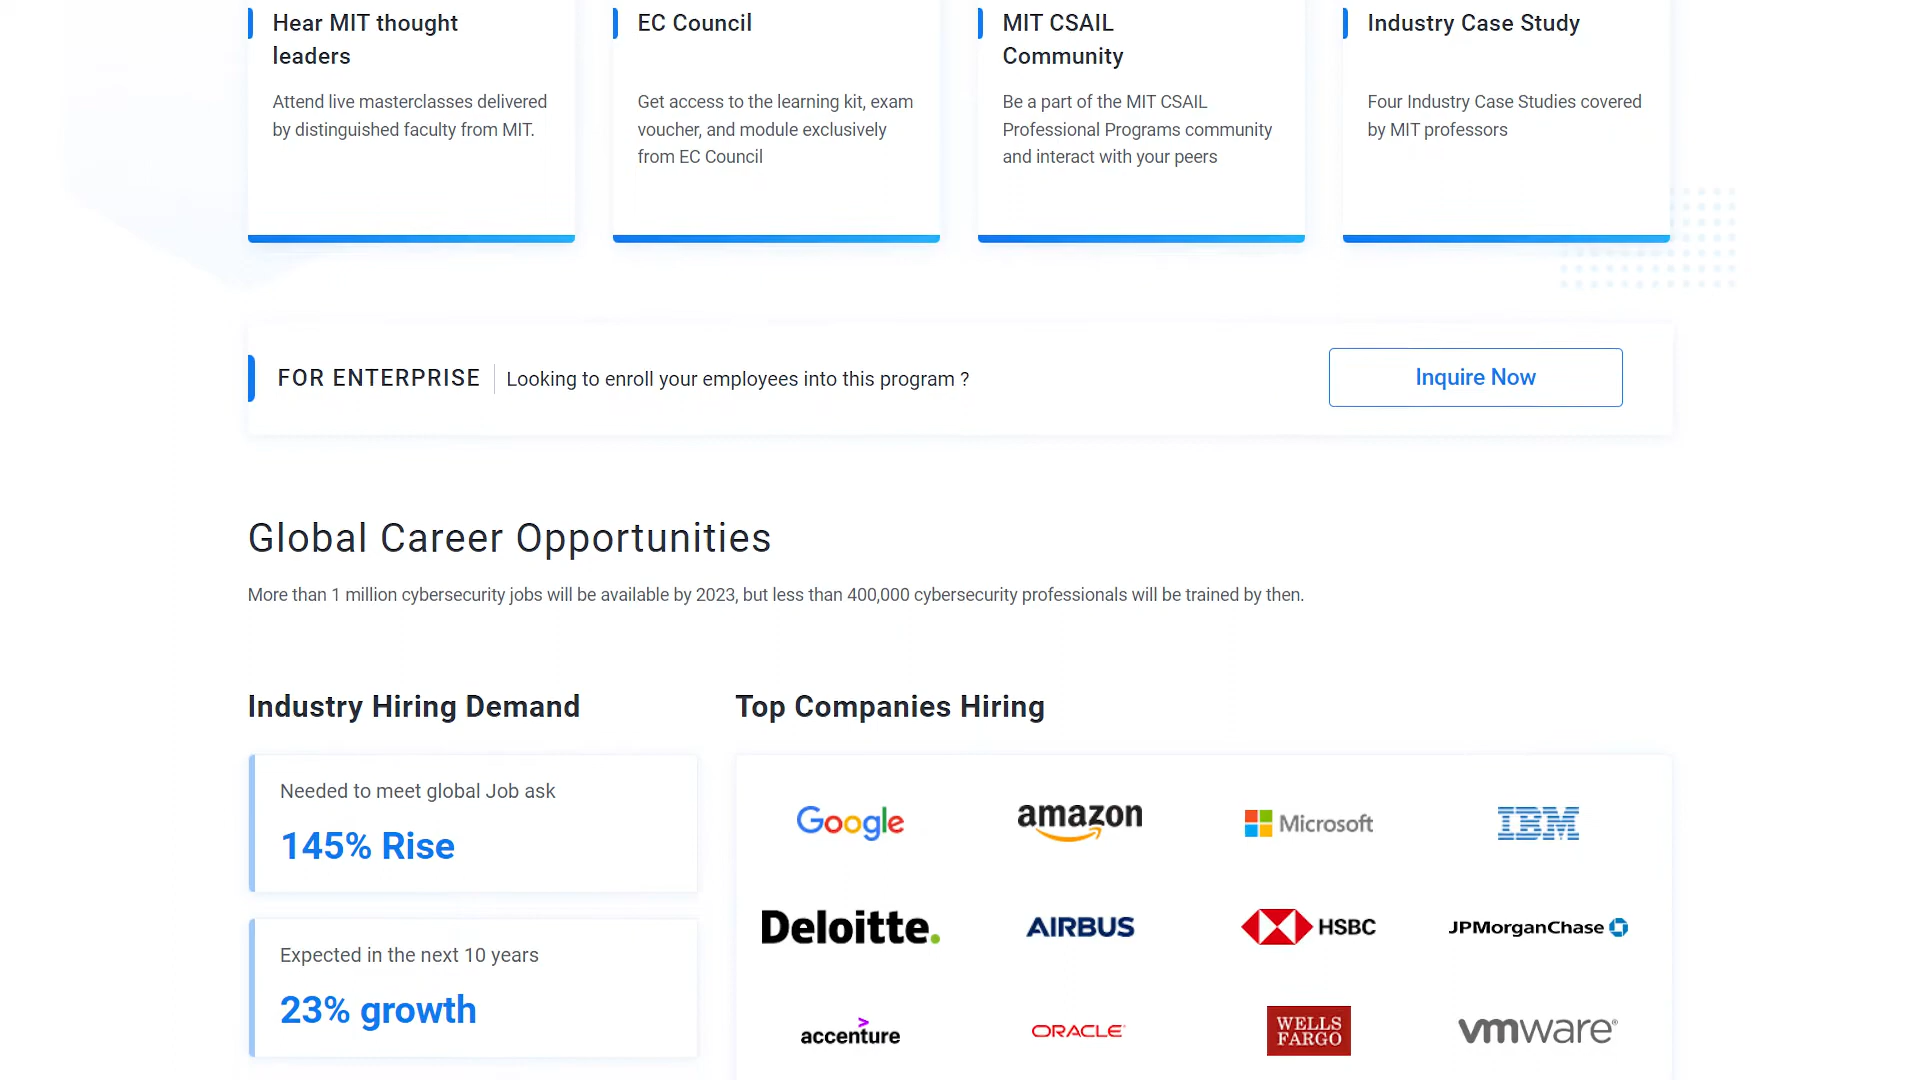 Hear MIT thought
leaders
Attend live masterclasses delivered
by distinguished faculty from MIT.
EC Council
Get access to the learning kit, exam
voucher, and module exclusively
from EC Council
MIT CSAIL
Community
Be a part of the MIT CSAIL
Professional Programs community
and interact with your peers
Industry Case Study
Four Industry Case Studies covered
by MIT professors
FOR ENTERPRISE
Looking to enroll your employees into this program ?
Inquire Now
Global Career Opportunities
More than 1 million cybersecurity jobs will be available by 2023, but less than 400,000 cybersecurity professionals will be trained by then.
Industry Hiring Demand
Needed to meet global Job ask
145% Rise
Expected in the next 10 years
23% growth
Top Companies Hiring
Google
amazon
Microsoft
IBM
Deloitte.
AIRBUS
HSBC
JPMorganChase
accenture
ORACLE
WELLS
FARGO
vmware